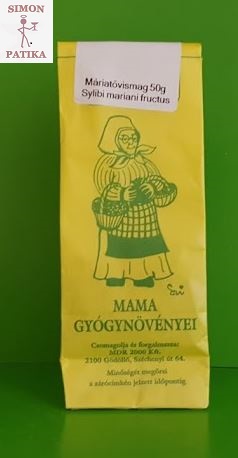 SIMON
PATIKA
Máriatövismag 50g
Sylibi mariani fructus
MAMA
GYÓGYNÖVÉNYEI
Csomagolja és forgalmazza:
MDR 2000 Kft.
2100 Gödöllő, Széchenyi út 64.
Minőségét megőrzi
a zárócímkén jelzett időpontig.